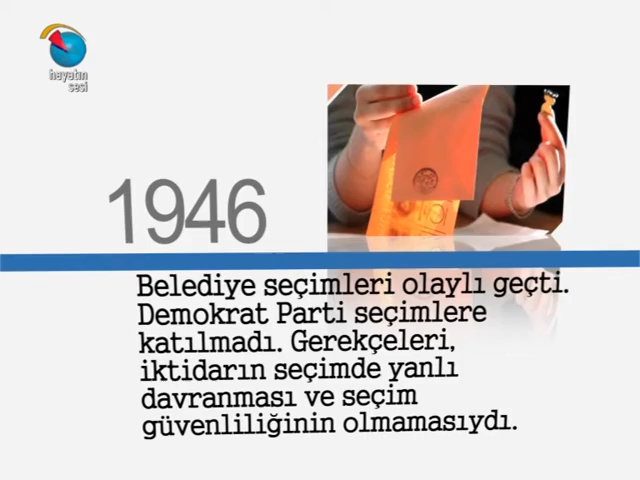 hayatın
sesi
1946
Belediye seçimleri olaylı geçti.
Demokrat Parti seçimlere
katılmadı. Gerekçeleri,
iktidarın seçimde yanlı
davranması ve seçim
güvenliliğinin olmamasıydı.